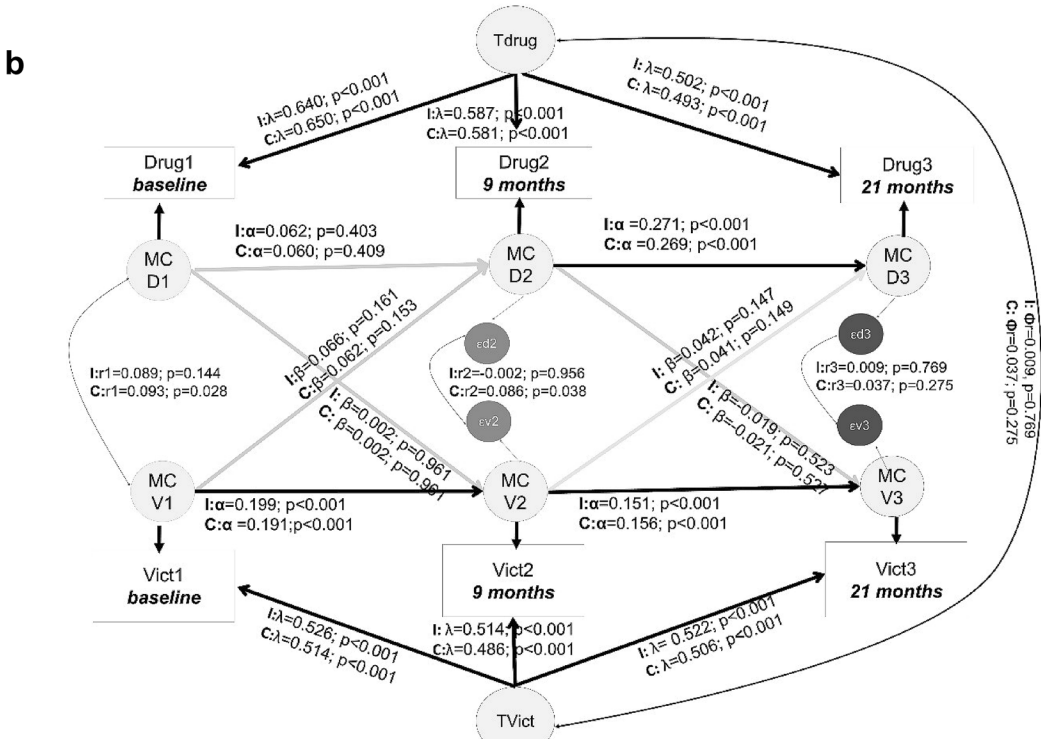 b
Tdrug
I:λ=0.640; p<0.001
C:λ=0.650; p<0.001
I:λ=0.587; p<0.001
C:λ=0.581; p<0.001
I: λ=0.502; p<0.001
C: λ=0.493; p<0.001
Drug1
baseline
Drug2
9 months
Drug3
21 months
I:α=0.062; p=0.403
C:α=0.060; p=0.409
I:α =0.271; p<0.001
C:α =0.269; p<0.001
MC
D1
MC
D2
MC
D3
I:β=0.066; p=0.161
C:β=0.062; p=0.153
I: β=0.042; p=0.147
C: β=0.041; p=0.149
εd2
εd3
I:r1=0.089; p=0.144
C:r1=0.093; p=0.028
I:r2=-0.002; p=0.956
C:r2=0.086; p=0.038
I:r3=0.009; p=0.769
C:r3=0.037; p=0.275
I: Φr=0.009, p=0.769
C: Φr=0.037; p=0.275
I: β=0.002; p=0.961
C: β=0.002; p=0.961
I: β=-0.019; p=0.523
C: β=-0.021; p=0.527
εv2
εv3
MC
V1
MC
V2
MC
V3
I:α=0.199; p<0.001
C:α =0.191;p<0.001
I:α=0.151; p<0.001
C:α=0.156; p<0.001
Vict1
baseline
Vict2
9 months
Vict3
21 months
I:λ=0.526; p<0.001
C:λ=0.514; p<0.001
I: λ=0.514; p<0.001
C:λ=0.486; p<0.001
I: λ= 0.522; p<0.001
C: λ=0.506; p<0.001
TVict